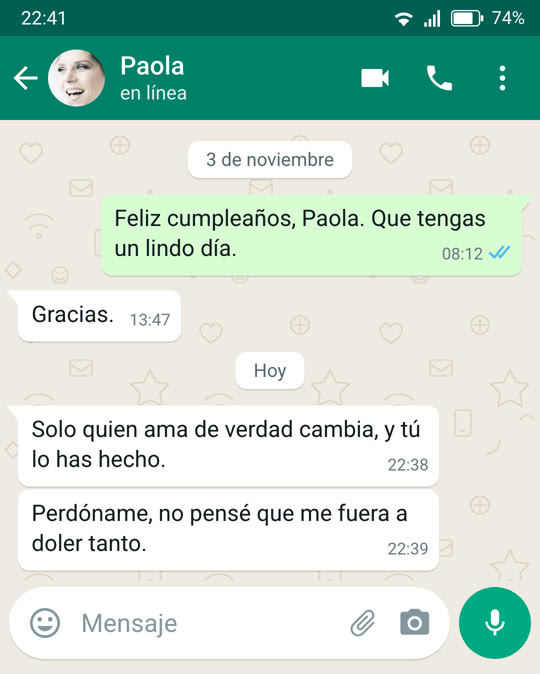 22:41
74%
Paola
en línea
3 de noviembre
Feliz cumpleaños, Paola. Que tengas
un lindo día.
08:12
Gracias.
13:47
Hoy
Solo quien ama de verdad cambia, y tú
lo has hecho.
22:38
Perdóname, no pensé que me fuera a
doler tanto.
22:39
Mensaje